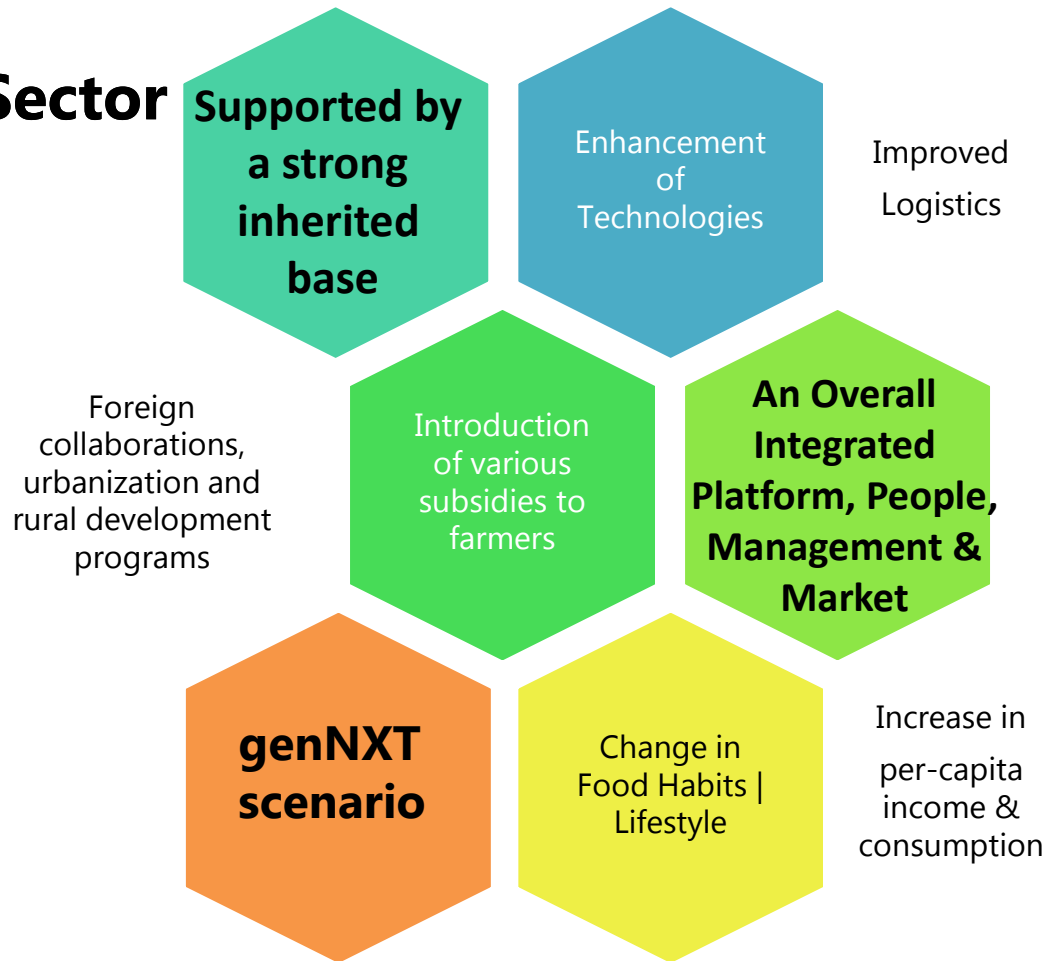 Sector
Supported by
a strong
inherited
base
Enhancement
of
Technologies
Improved
Logistics
Foreign
collaborations,
urbanization and
rural development
programs
Introduction
of various
subsidies to
farmers
An Overall
Integrated
Platform, People,
Management &
Market
genNXT
scenario
Change in
Food Habits |
Lifestyle
Increase in
per-capita
income &
consumption